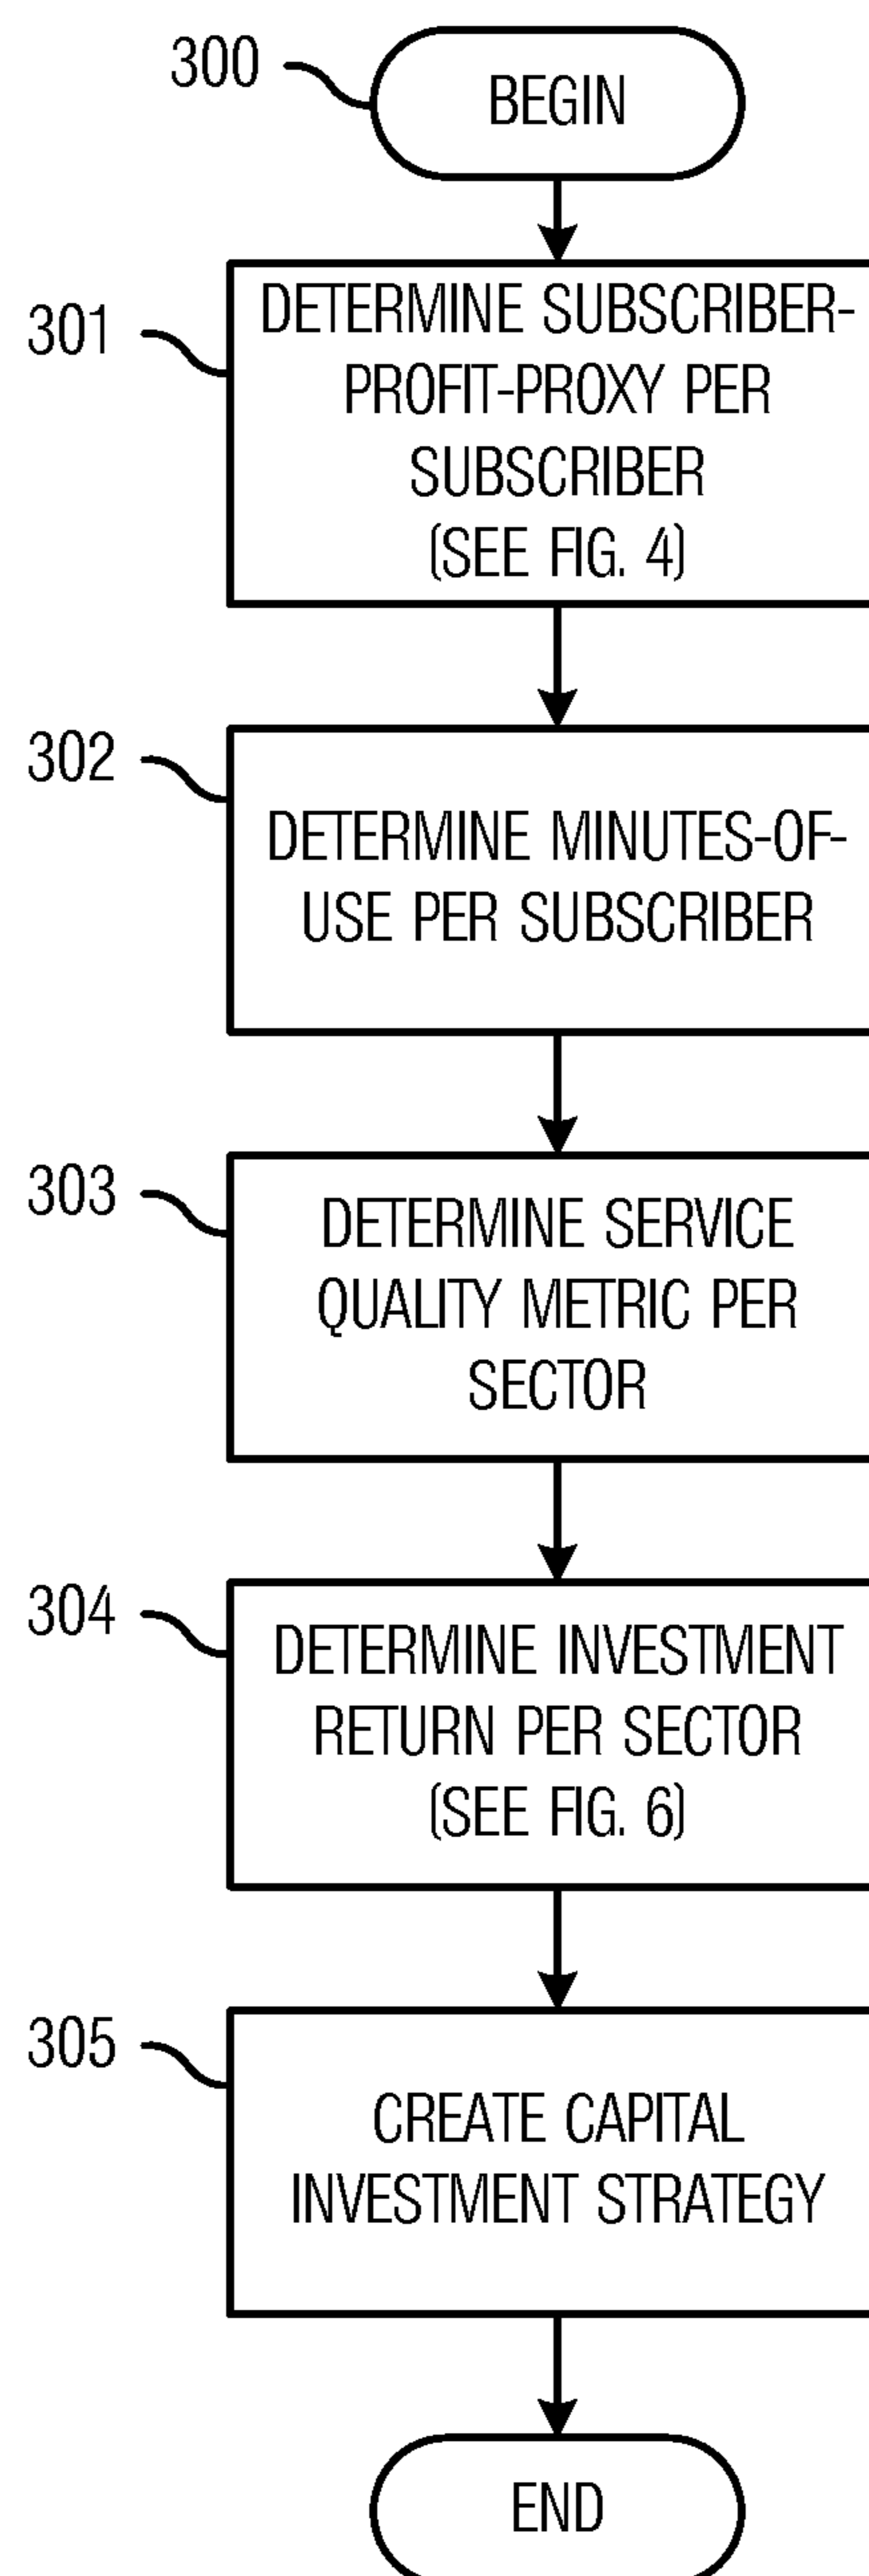 300
BEGIN
301
DETERMINE SUBSCRIBER-
PROFIT-PROXY PER
SUBSCRIBER
(SEE FIG. 4)
302
DETERMINE MINUTES-OF-
USE PER SUBSCRIBER
303
DETERMINE SERVICE
QUALITY METRIC PER
SECTOR
304
DETERMINE INVESTMENT
RETURN PER SECTOR
(SEE FIG. 6)
305
CREATE CAPITAL
INVESTMENT STRATEGY
END